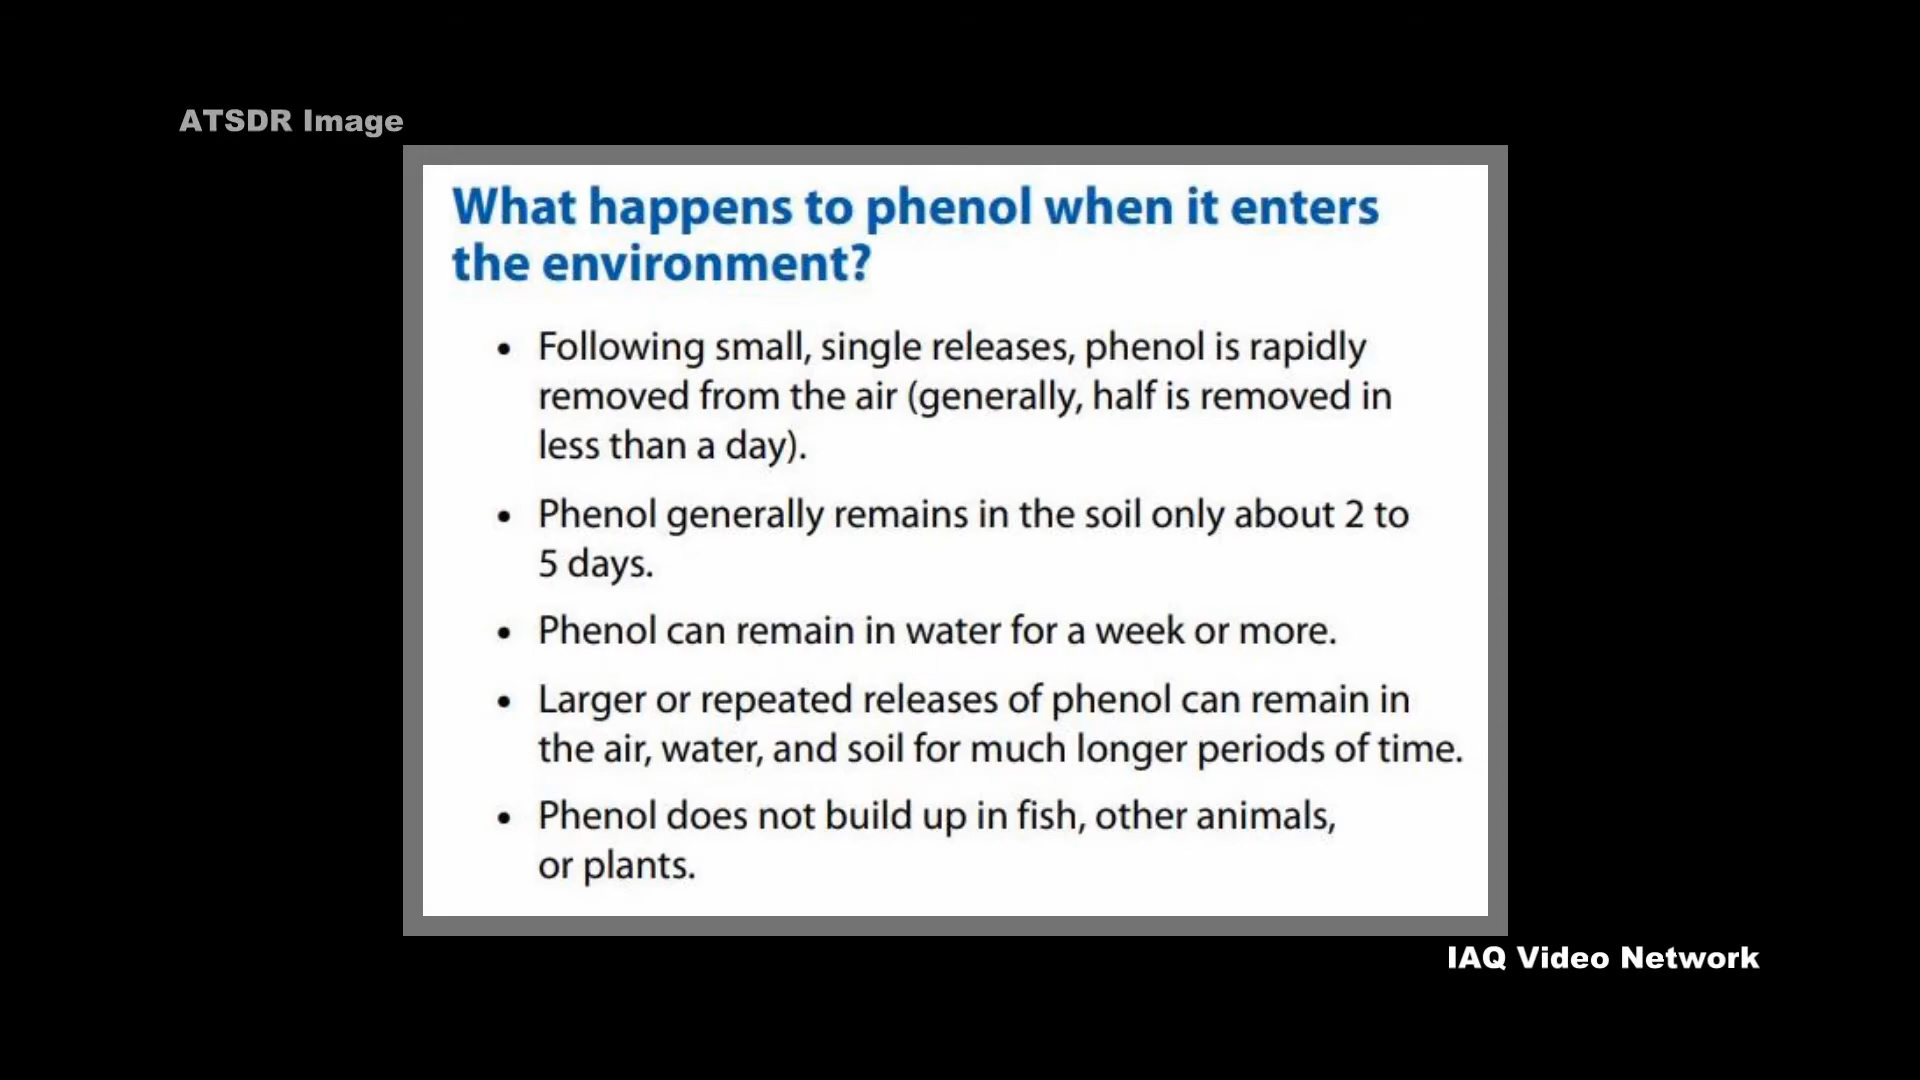 ATSDR Image
What happens to phenol when it enters
the environment?
• Following small, single releases, phenol is rapidly
removed from the air (generally, half is removed in
less than a day).
• Phenol generally remains in the soil only about 2 to
5 days.
• Phenol can remain in water for a week or more.
• Larger or repeated releases of phenol can remain in
the air, water, and soil for much longer periods of time.
• Phenol does not build up in fish, other animals,
or plants.
IAQ Video Network